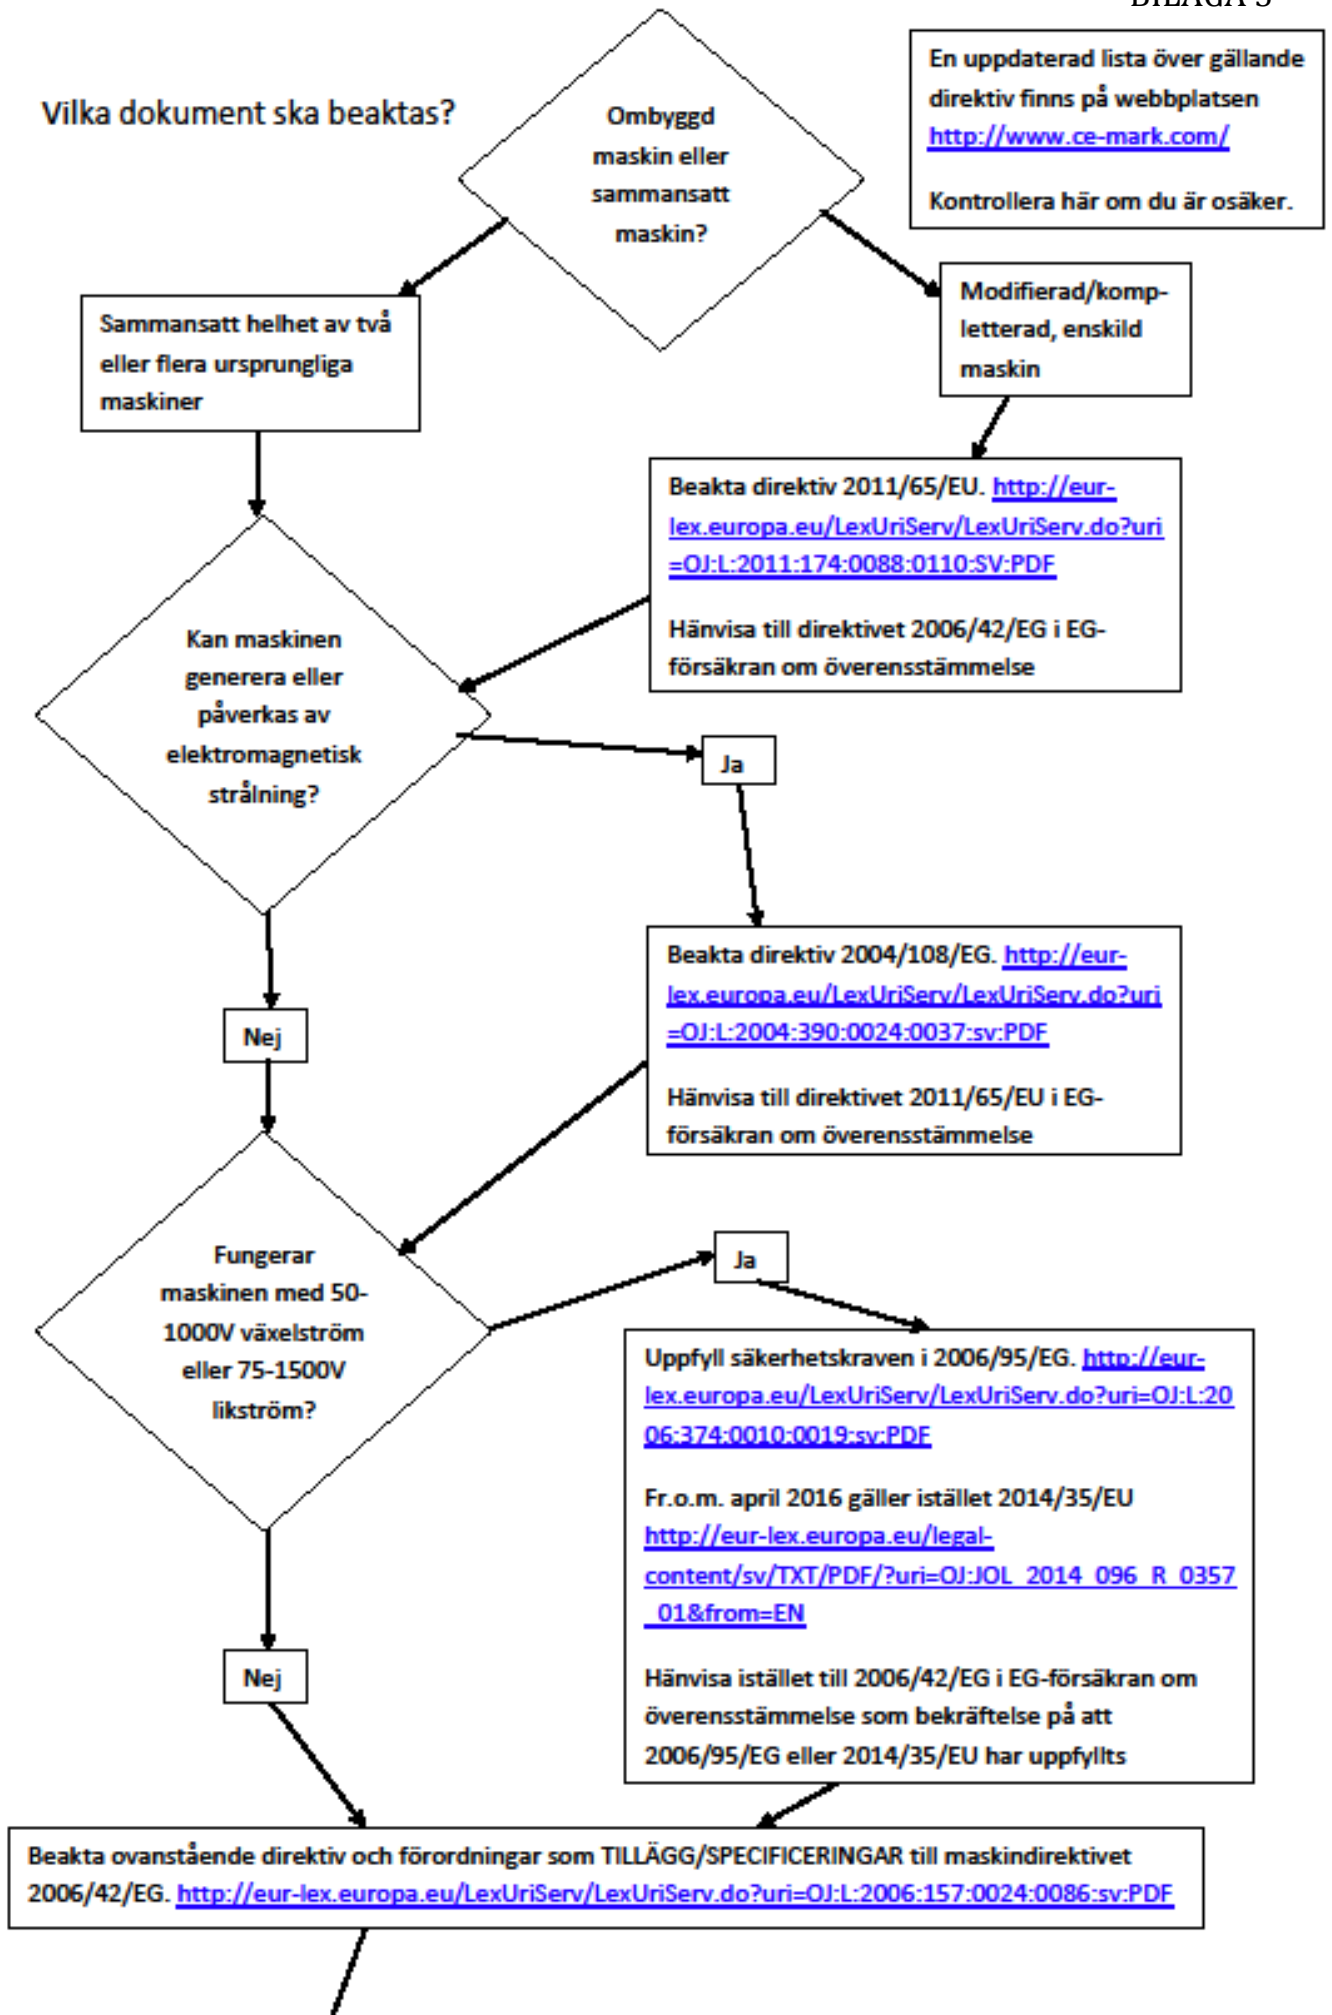 BILAGA 3
Vilka dokument ska beaktas?
Ombyggd
maskin eller
sammansatt
maskin?
En uppdaterad lista över gällande
direktiv finns på webbplatsen
http://www.ce-mark.com/
Kontrollera här om du är osäker.
Sammansatt helhet av två
eller flera ursprungliga
maskiner
Modifierad/komp-
letterad, enskild
maskin
Beakta direktiv 2011/65/EU. http://eur-
lex.europa.eu/LexUriServ/LexUriServ.do?uri
=OJ:L:2011:174:0088:0110:SV:PDF
Hänvisa till direktivet 2006/42/EG i EG-
försäkran om överensstämmelse
Kan maskinen
generera eller
påverkas av
elektromagnetisk
strålning?
Ja
Beakta direktiv 2004/108/EG. http://eur-
lex.europa.eu/LexUriServ/LexUriServ.do?uri
=OJ:L:2004:390:0024:0037:sv:PDF
Hänvisa till direktivet 2011/65/EU i EG-
försäkran om överensstämmelse
Nej
Fungerar
maskinen med 50-
1000V växelström
eller 75-1500V
likström?
Ja
Uppfyll säkerhetskraven i 2006/95/EG. http://eur-
lex.europa.eu/LexUriServ/LexUriServ.do?uri=OJ:L:20
06:374:0010:0019:sv:PDF
Fr.o.m. april 2016 gäller istället 2014/35/EU
http://eur-lex.europa.eu/legal-
content/sv/TXT/PDF/?uri=OJ:JOL_2014_096_R_0357
_01&from=EN
Hänvisa istället till 2006/42/EG i EG-försäkran om
överensstämmelse som bekräftelse på att
2006/95/EG eller 2014/35/EU har uppfyllts
Nej
Beakta ovanstående direktiv och förordningar som TILLÄGG/SPECIFICERINGAR till maskindirektivet
2006/42/EG. http://eur-lex.europa.eu/LexUriServ/LexUriServ.do?uri=OJ:L:2006:157:0024:0086:sv:PDF